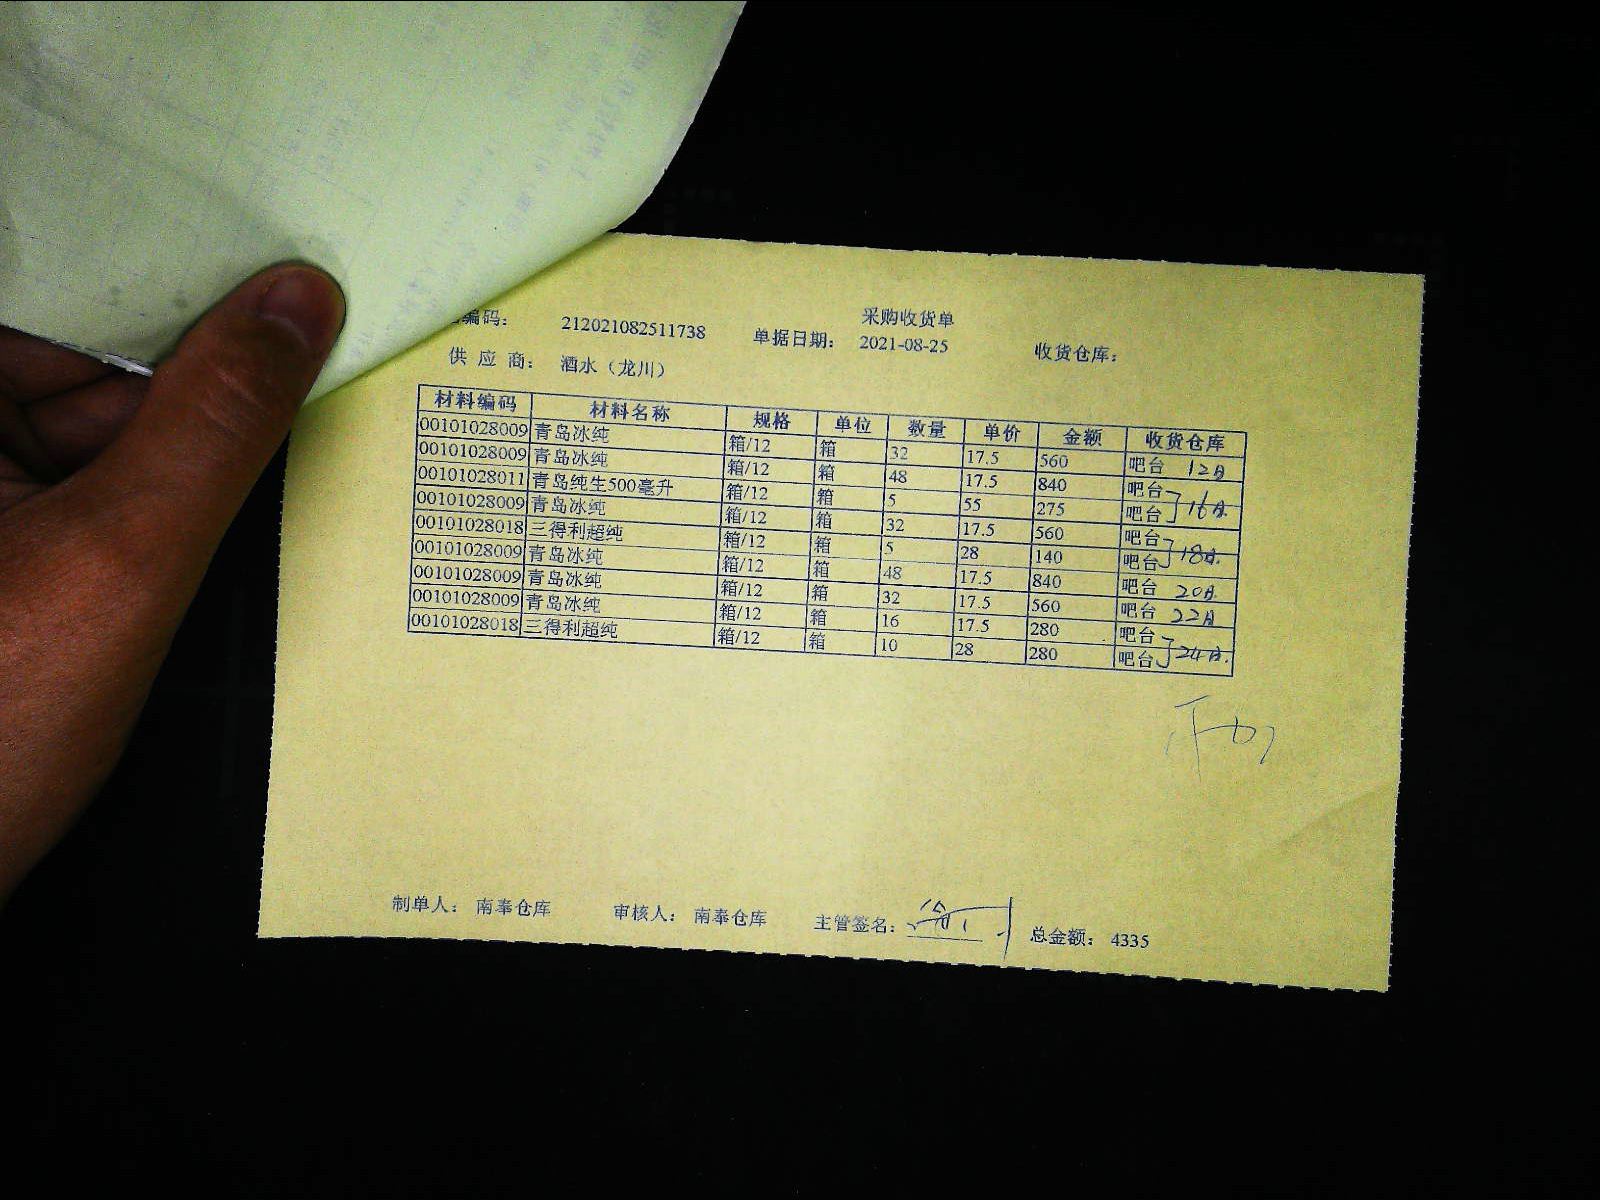 采购收货单
编码： 212021082511738 单据日期： 2021-08-25 收货仓库：
供 应 商： 酒水（龙川）
材料编码 材料名称 规格 单位 数量 单价 金额 收货仓库
00101028009 青岛冰纯 箱/12 箱 32 17.5 560 吧台 12日
00101028009 青岛冰纯 箱/12 箱 48 17.5 840 吧台
00101028011 青岛纯生500毫升 箱/12 箱 5 55 275 吧台 16日
00101028009 青岛冰纯 箱/12 箱 32 17.5 560 吧台
00101028018 三得利超纯 箱/12 箱 5 28 140 吧台 18日.
00101028009 青岛冰纯 箱/12 箱 48 17.5 840 吧台 20日.
00101028009 青岛冰纯 箱/12 箱 32 17.5 560 吧台 22日
00101028009 青岛冰纯 箱/12 箱 16 17.5 280 吧台
00101028018 三得利超纯 箱/12 箱 10 28 280 吧台 24日.
制单人： 南奉仓库 审核人： 南奉仓库 主管签名： 总金额： 4335